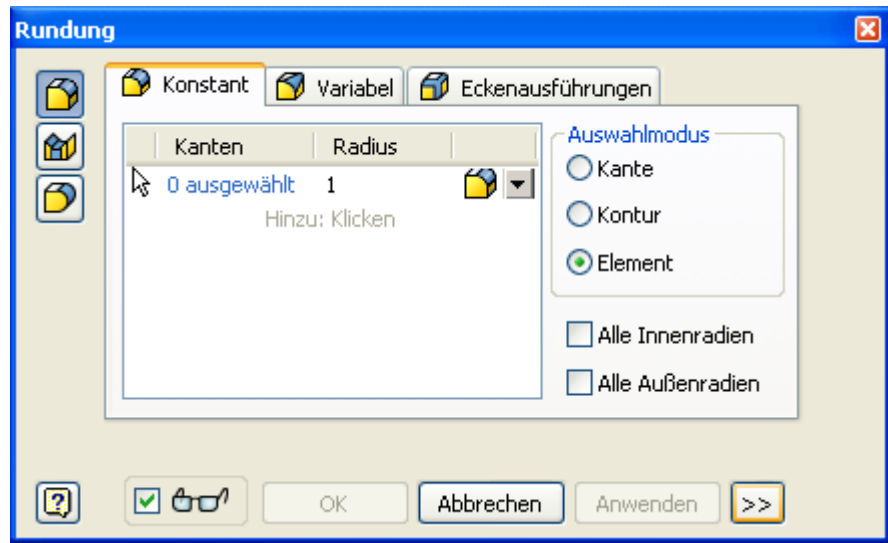 Rundung
Konstant Variabel Eckenausführungen
Kanten Radius
0 ausgewählt 1
Hinzu: Klicken
Auswahlmodus
Kante
Kontur
Element
Alle Innenradien
Alle Außenradien
OK Abbrechen Anwenden >>